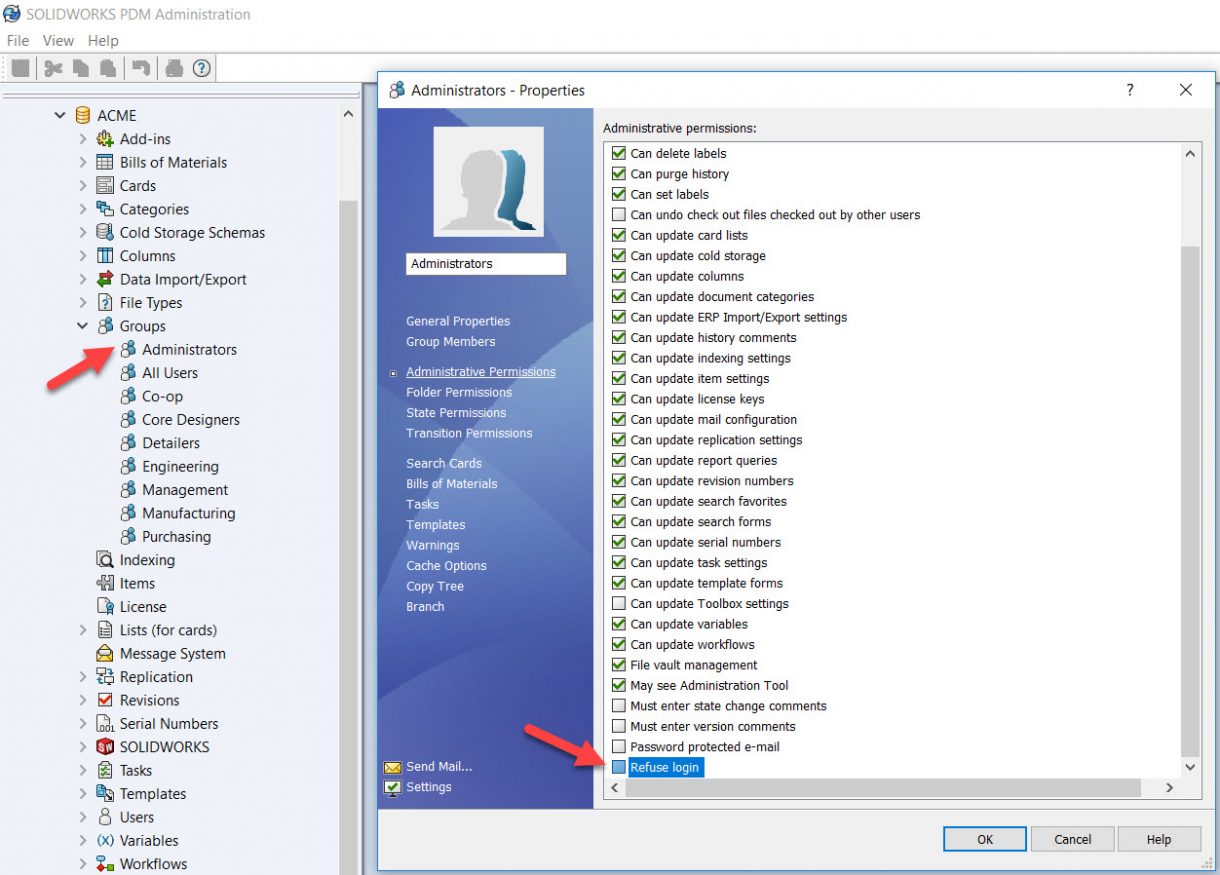 SOLIDWORKS PDM Administration
File View Help
ACME
Add-ins
Bills of Materials
Cards
Categories
Cold Storage Schemas
Columns
Data Import/Export
File Types
Groups
Administrators
All Users
Co-op
Core Designers
Detailers
Engineering
Management
Manufacturing
Purchasing
Indexing
Items
License
Lists (for cards)
Message System
Replication
Revisions
Serial Numbers
SOLIDWORKS
Tasks
Templates
Users
Variables
Workflows
Administrators - Properties
Administrators
General Properties
Group Members
Administrative Permissions
Folder Permissions
State Permissions
Transition Permissions
Search Cards
Bills of Materials
Tasks
Templates
Warnings
Cache Options
Copy Tree
Branch
Send Mail...
Settings
Administrative permissions:
Can delete labels
Can purge history
Can set labels
Can undo check out files checked out by other users
Can update card lists
Can update cold storage
Can update columns
Can update document categories
Can update ERP Import/Export settings
Can update history comments
Can update indexing settings
Can update item settings
Can update license keys
Can update mail configuration
Can update replication settings
Can update report queries
Can update revision numbers
Can update search favorites
Can update search forms
Can update serial numbers
Can update task settings
Can update template forms
Can update Toolbox settings
Can update variables
Can update workflows
File vault management
May see Administration Tool
Must enter state change comments
Must enter version comments
Password protected e-mail
Refuse login
OK Cancel Help